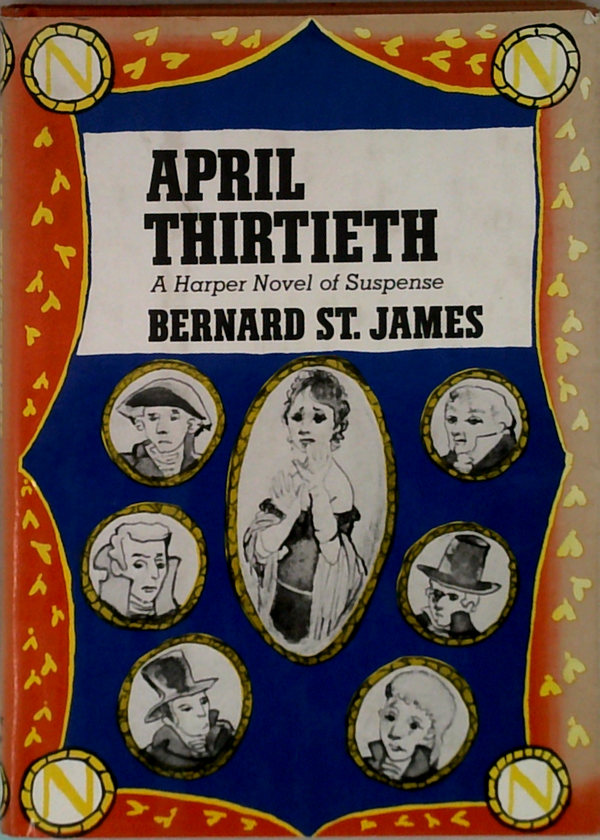 N N
APRIL
THIRTIETH
A Harper Novel of Suspense
BERNARD ST. JAMES
N N